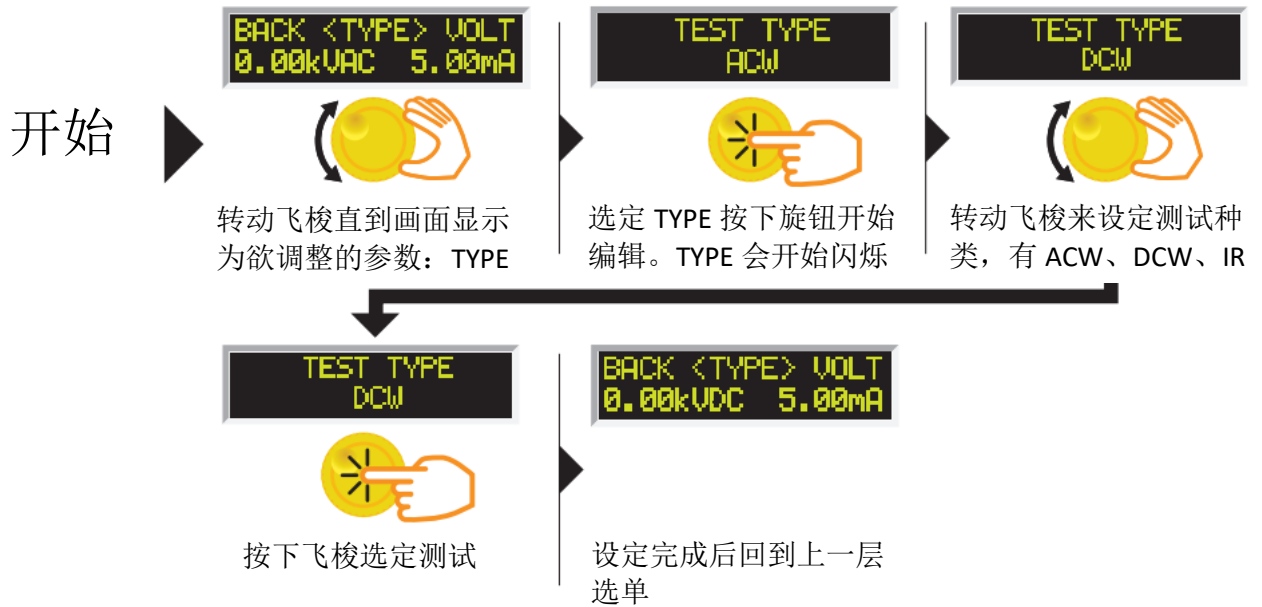 开始
BACK <TYPE> VOLT
0.00kVAC 5.00mA
转动飞梭直到画面显示
为欲调整的参数：TYPE
TEST TYPE
ACW
选定 TYPE 按下旋钮开始
编辑。TYPE 会开始闪烁
TEST TYPE
DCW
转动飞梭来设定测试种
类，有 ACW、DCW、IR
TEST TYPE
DCW
按下飞梭选定测试
BACK <TYPE> VOLT
0.00kVDC 5.00mA
设定完成后回到上一层
选单